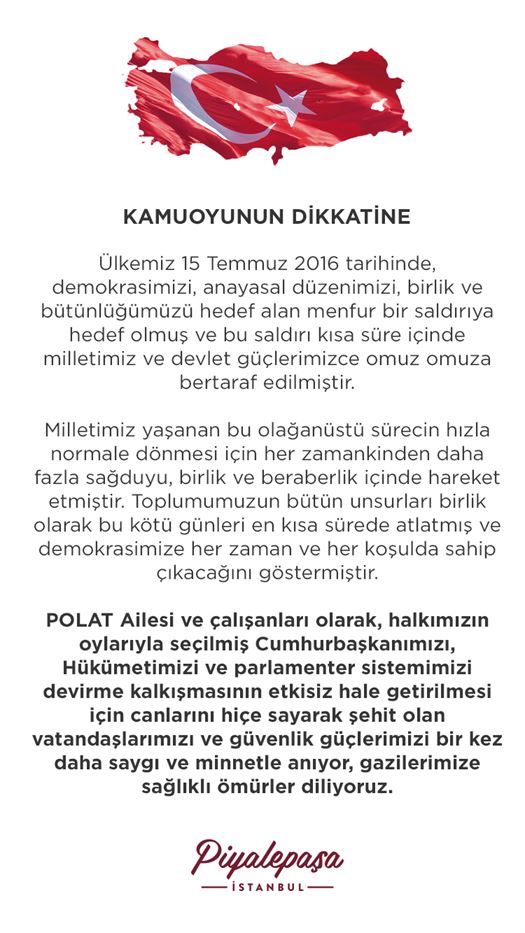 KAMUOYUNUN DİKKATİNE
Ülkemiz 15 Temmuz 2016 tarihinde,
demokrasimizi, anayasal düzenimizi, birlik ve
bütünlüğümüzü hedef alan menfur bir saldırıya
hedef olmuş ve bu saldırı kısa süre içinde
milletimiz ve devlet güçlerimizce omuz omuza
bertaraf edilmiştir.
Milletimiz yaşanan bu olağanüstü sürecin hızla
normale dönmesi için her zamankinden daha
fazla sağduyu, birlik ve beraberlik içinde hareket
etmiştir. Toplumumuzun bütün unsurları birlik
olarak bu kötü günleri en kısa sürede atlatmış ve
demokrasimize her zaman ve her koşulda sahip
çıkacağını göstermiştir.
POLAT Ailesi ve çalışanları olarak, halkımızın
oylarıyla seçilmiş Cumhurbaşkanımızı,
Hükümetimizi ve parlamenter sistemimizi
devirme kalkışmasının etkisiz hale getirilmesi
için canlarını hiçe sayarak şehit olan
vatandaşlarımızı ve güvenlik güçlerimizi bir kez
daha saygı ve minnetle anıyor, gazilerimize
sağlıklı ömürler diliyoruz.
Piyalepaşa
İSTANBUL